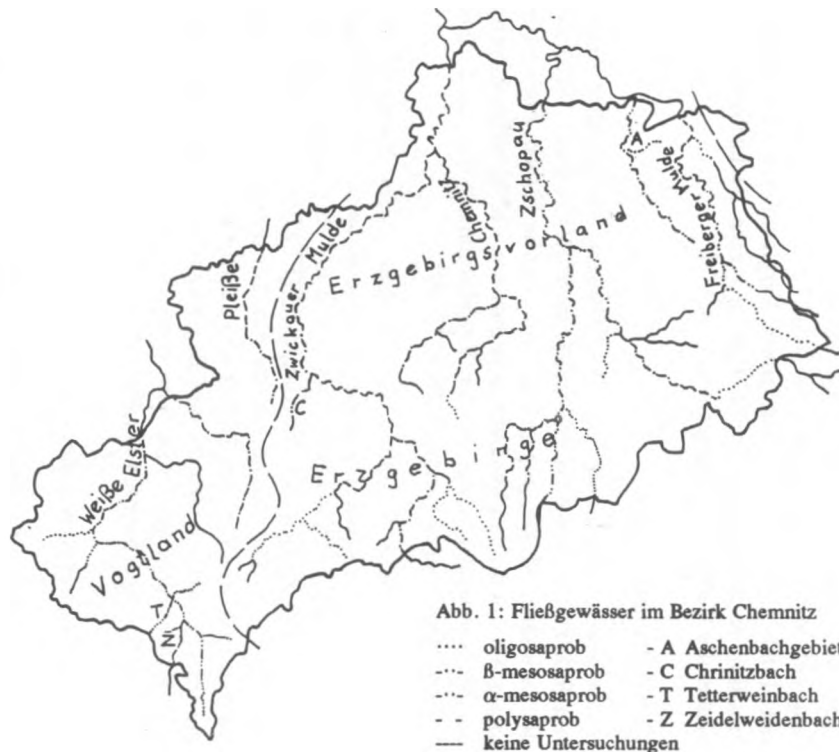 A
Zschopau
Chemnitz
Freiberger Mulde
Erzgebirgsvorland
Pleiße
Zwickauer Mulde
C
Weiße Elster
Erzgebinge
Vogtland
T
Z
Abb. 1: Fließgewässer im Bezirk Chemnitz
···· oligosaprob - A Aschenbachgebiet
-··- ß-mesosaprob - C Chrinitzbach
-·-· α-mesosaprob - T Tetterweinbach
- - polysaprob - Z Zeidelweidenbach
— keine Untersuchungen